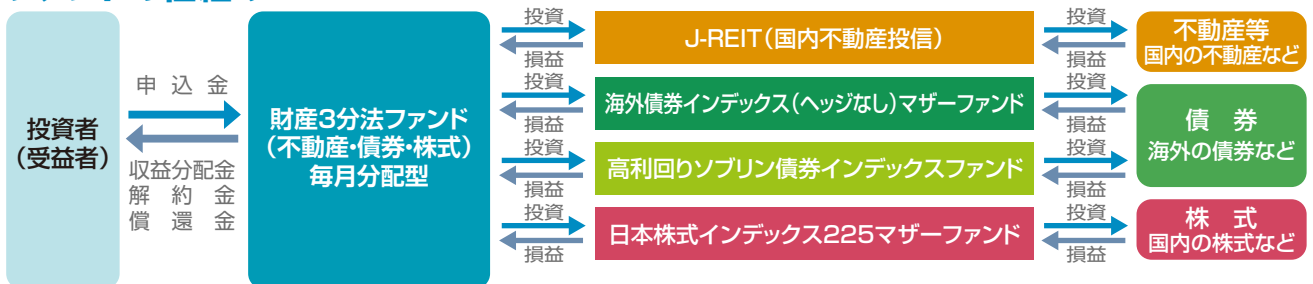 投資者
(受益者)
申込金
収益分配金
解約金
償還金
財産3分法ファンド
(不動産・債券・株式)
毎月分配型
投資
損益
J-REIT(国内不動産投信)
投資
損益
不動産等
国内の不動産など
投資
損益
海外債券インデックス(ヘッジなし)マザーファンド
投資
損益
債券
海外の債券など
投資
損益
高利回りソブリン債券インデックスファンド
投資
損益
投資
損益
日本株式インデックス225マザーファンド
投資
損益
株式
国内の株式など